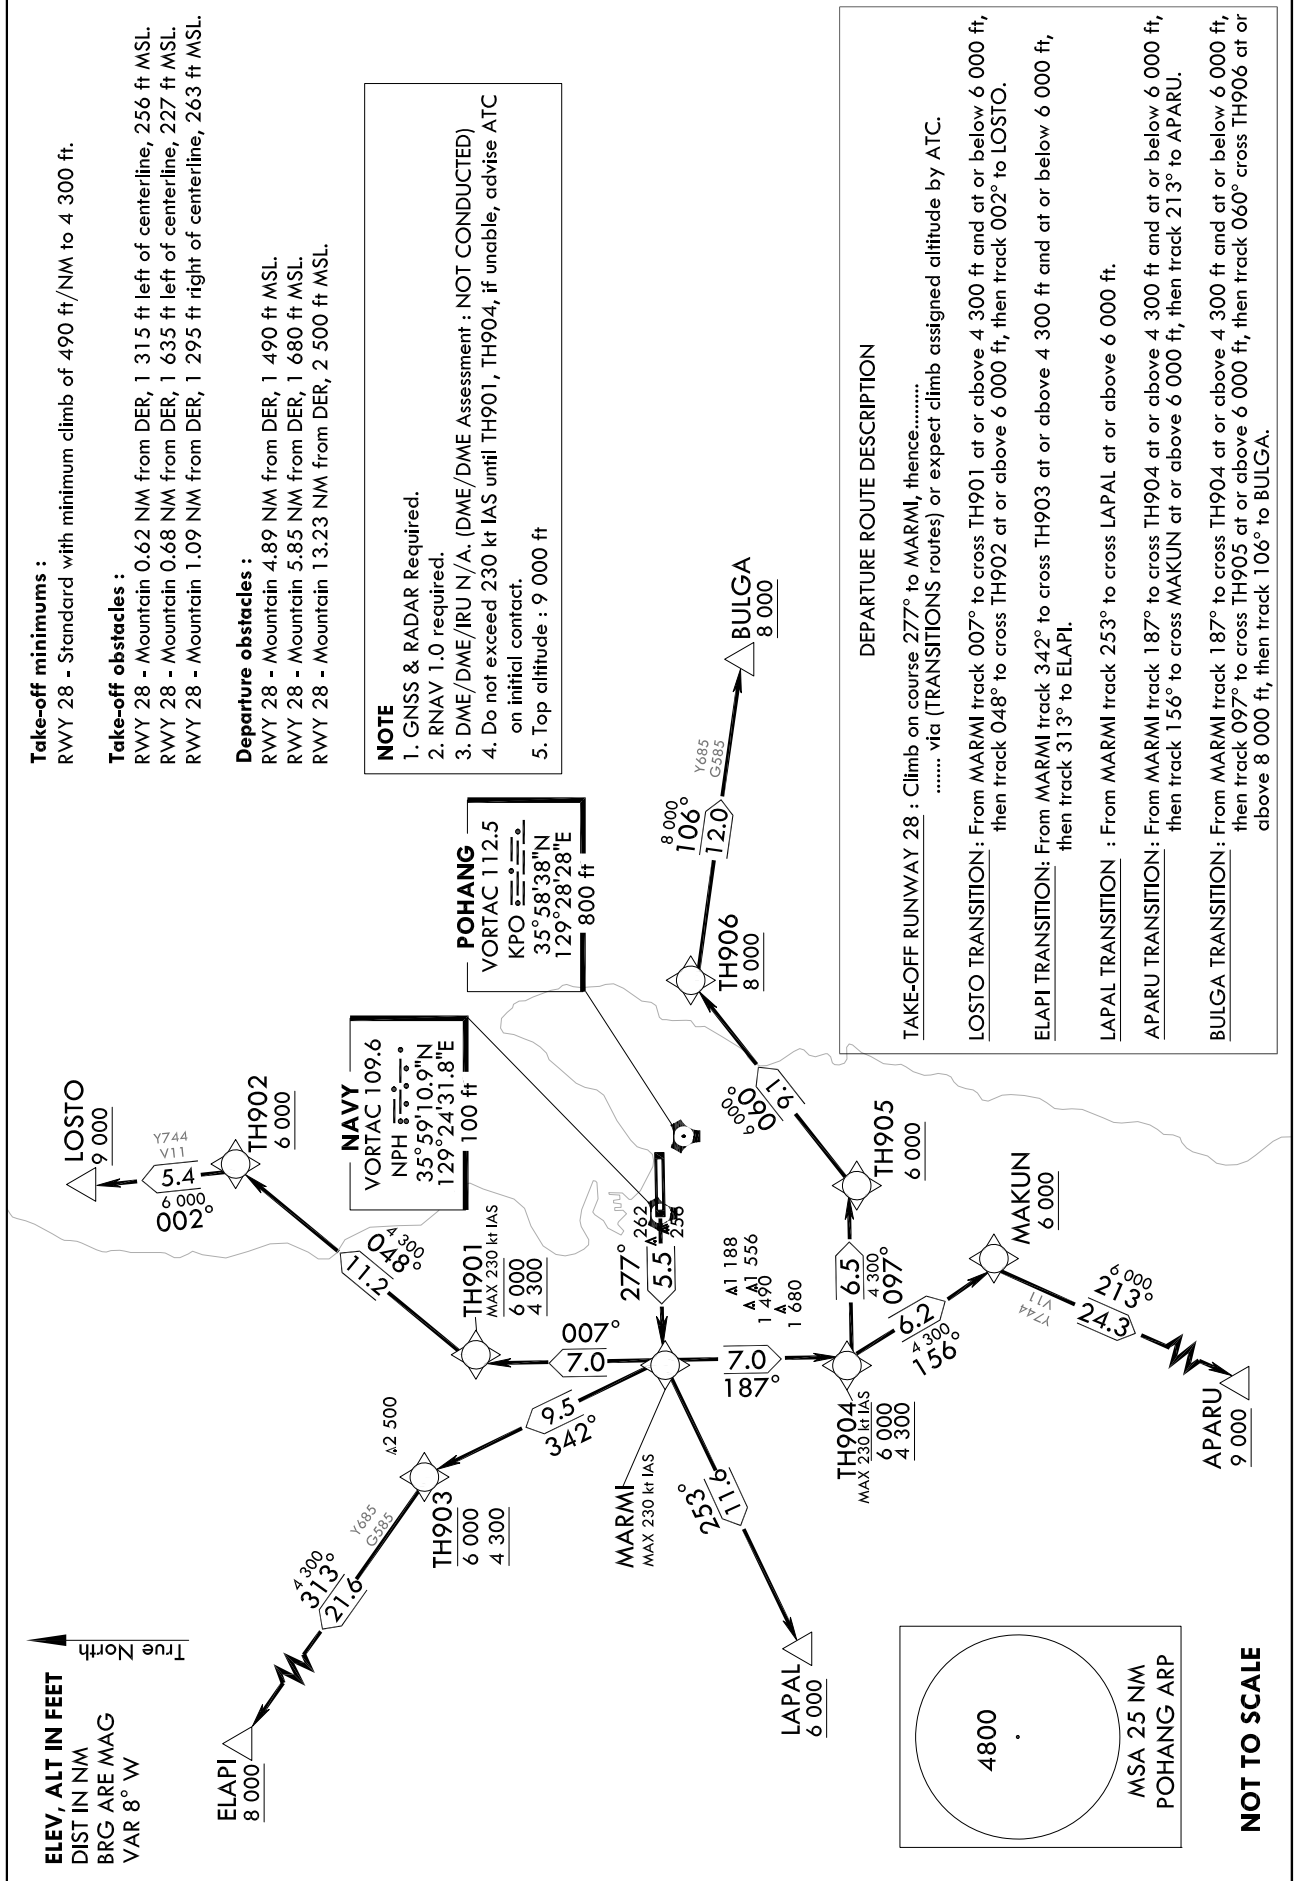 ELEV, ALT IN FEET
DIST IN NM
BRG ARE MAG
VAR 8° W
True North
Take-off minimums :
RWY 28 - Standard with minimum climb of 490 ft/NM to 4 300 ft.
Take-off obstacles :
RWY 28 - Mountain 0.62 NM from DER, 1 315 ft left of centerline, 256 ft MSL.
RWY 28 - Mountain 0.68 NM from DER, 1 635 ft left of centerline, 227 ft MSL.
RWY 28 - Mountain 1.09 NM from DER, 1 295 ft right of centerline, 263 ft MSL.
Departure obstacles :
RWY 28 - Mountain 4.89 NM from DER, 1 490 ft MSL.
RWY 28 - Mountain 5.85 NM from DER, 1 680 ft MSL.
RWY 28 - Mountain 13.23 NM from DER, 2 500 ft MSL.
NOTE
1. GNSS & RADAR Required.
2. RNAV 1.0 required.
3. DME/DME/IRU N/A. (DME/DME Assessment : NOT CONDUCTED)
4. Do not exceed 230 kt IAS until TH901, TH904, if unable, advise ATC
on initial contact.
5. Top altitude : 9 000 ft
LOSTO
9 000
Y744
V11
5.4
6 000
002°
TH902
6 000
4 300
048°
11.2
TH901
MAX 230 kt IAS
6 000
4 300
007°
7.0
ELAPI
8 000
4 300
313°
21.6
Y685
G585
TH903
6 000
4 300
2 500
9.5
342°
NAVY
VORTAC 109.6
NPH
35°59'10.9"N
129°24'31.8"E
100 ft
POHANG
VORTAC 112.5
KPO
35°58'38"N
129°28'28"E
800 ft
277°
5.5
262
256
MARMI
MAX 230 kt IAS
253°
11.6
LAPAL
6 000
7.0
187°
1 188
1 556
1 490
1 680
TH904
MAX 230 kt IAS
6 000
4 300
6.5
4 300
097°
TH905
6 000
6 000
060°
9.1
TH906
8 000
8 000
106°
12.0
Y685
G585
BULGA
8 000
6.2
4 300
156°
MAKUN
6 000
6 000
213°
24.3
V11
Y744
APARU
9 000
DEPARTURE ROUTE DESCRIPTION
TAKE-OFF RUNWAY 28 : Climb on course 277° to MARMI, thence.........
....... via (TRANSITIONS routes) or expect climb assigned altitude by ATC.
LOSTO TRANSITION : From MARMI track 007° to cross TH901 at or above 4 300 ft and at or below 6 000 ft,
then track 048° to cross TH902 at or above 6 000 ft, then track 002° to LOSTO.
ELAPI TRANSITION: From MARMI track 342° to cross TH903 at or above 4 300 ft and at or below 6 000 ft,
then track 313° to ELAPI.
LAPAL TRANSITION : From MARMI track 253° to cross LAPAL at or above 6 000 ft.
APARU TRANSITION: From MARMI track 187° to cross TH904 at or above 4 300 ft and at or below 6 000 ft,
then track 156° to cross MAKUN at or above 6 000 ft, then track 213° to APARU.
BULGA TRANSITION : From MARMI track 187° to cross TH904 at or above 4 300 ft and at or below 6 000 ft,
then track 097° to cross TH905 at or above 6 000 ft, then track 060° cross TH906 at or
above 8 000 ft, then track 106° to BULGA.
4800
MSA 25 NM
POHANG ARP
NOT TO SCALE